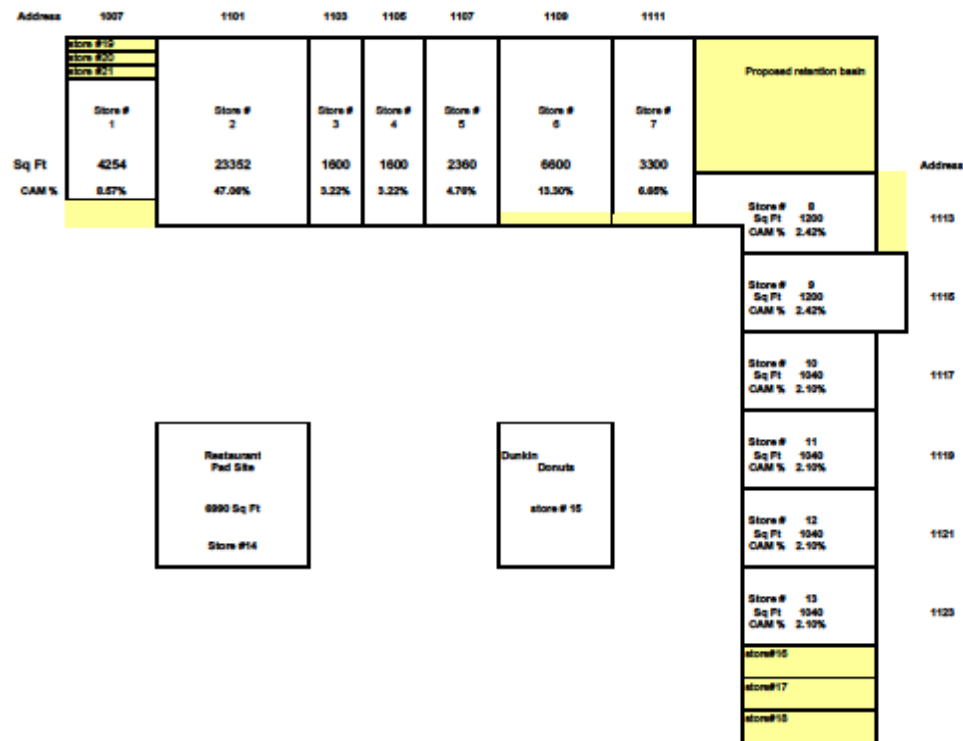 Address 1007 1101 1103 1105 1107 1109 1111
store #19
store #20
store #21
Proposed retention basin
Store # Store # Store # Store # Store # Store # Store #
1 2 3 4 5 6 7
Sq Ft 4254 23352 1600 1600 2360 6600 3300
Address
CAM % 8.57% 47.06% 3.22% 3.22% 4.76% 13.30% 6.65%
Store # 8
Sq Ft 1200
CAM % 2.42%
1113
Store # 9
Sq Ft 1200
CAM % 2.42%
1115
Store # 10
Sq Ft 1040
CAM % 2.10%
1117
Restaurant
Pad Site
6990 Sq Ft
Store #14
Dunkin
Donuts
store # 15
Store # 11
Sq Ft 1040
CAM % 2.10%
1119
Store # 12
Sq Ft 1040
CAM % 2.10%
1121
Store # 13
Sq Ft 1040
CAM % 2.10%
1123
store#16
store#17
store#18